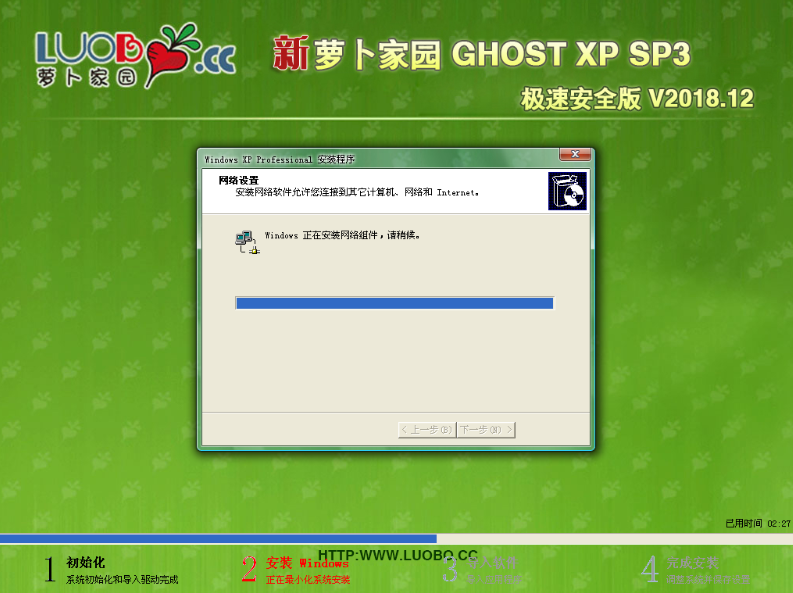 LUOB.cc
萝卜家园
新萝卜家园 GHOST XP SP3
极速安全版 V2018.12
Windows XP Professional 安装程序
网络设置
安装网络软件允许您连接到其它计算机、网络和 Internet。
Windows 正在安装网络组件，请稍候。
< 上一步(B)
下一步(N) >
已用时间 02:27
HTTP:WWW.LUOBO.CC
1 初始化
系统初始化和导入驱动完成
2 安装 Windows
正在最小化系统安装
3
4 完成安装